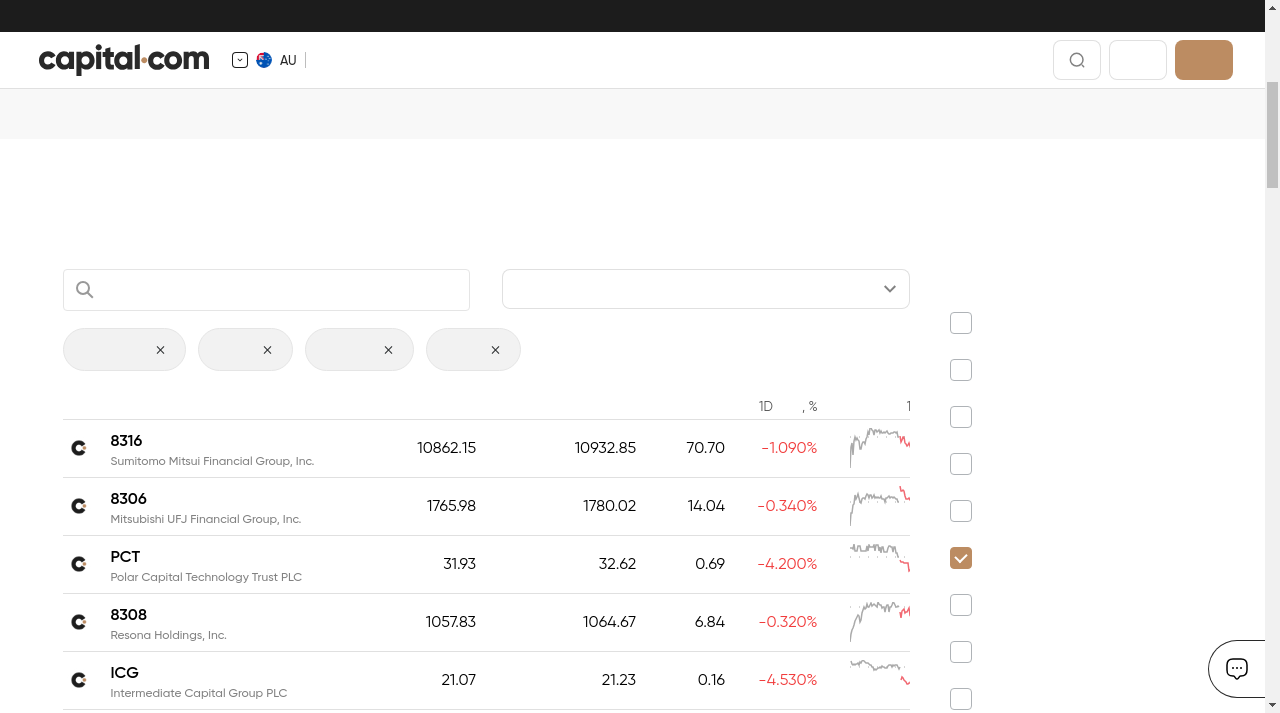 capital.com
AU
1D , % 1
8316 10862.15 10932.85 70.70 -1.090%
Sumitomo Mitsui Financial Group, Inc.
8306 1765.98 1780.02 14.04 -0.340%
Mitsubishi UFJ Financial Group, Inc.
PCT 31.93 32.62 0.69 -4.200%
Polar Capital Technology Trust PLC
8308 1057.83 1064.67 6.84 -0.320%
Resona Holdings, Inc.
ICG 21.07 21.23 0.16 -4.530%
Intermediate Capital Group PLC